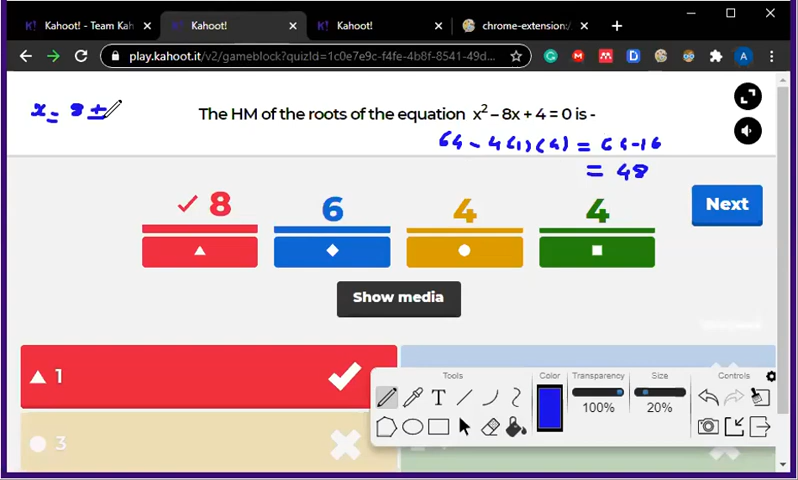 Kahoot! - Team Kah
Kahoot!
Kahoot!
chrome-extension:/
play.kahoot.it/v2/gameblock?quizId=1c0e7e9c-f4fe-4b8f-8541-49d...
A
x = 8 ±
The HM of the roots of the equation x² – 8x + 4 = 0 is -
64 - 4(1)(4) = 64-16
= 48
8
6
4
4
Next
Show media
1
3
Tools
Color
Transparency
Size
Controls
T
100%
20%